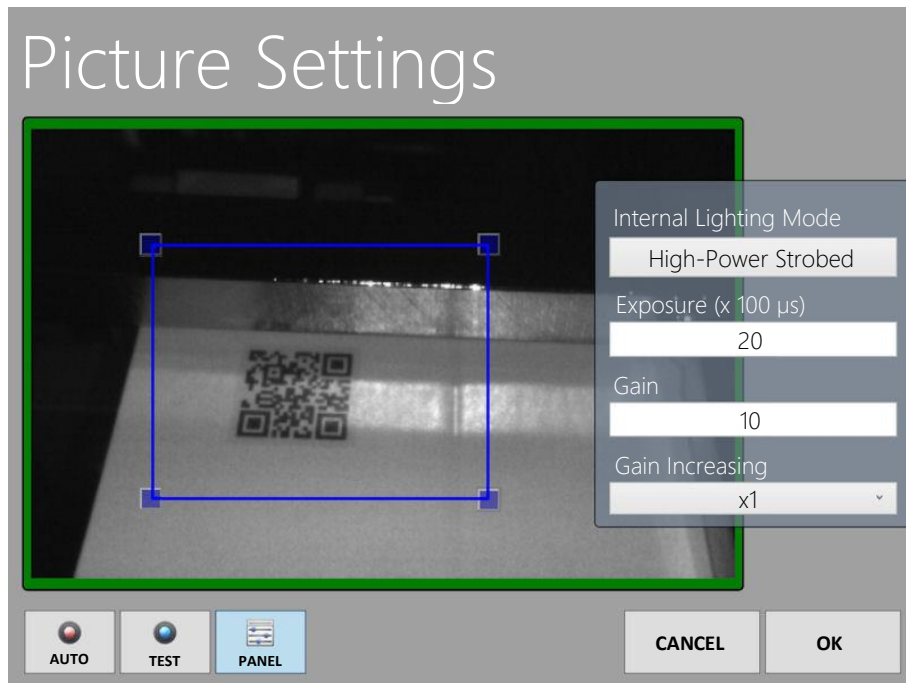 Picture Settings
Internal Lighting Mode
High-Power Strobed
Exposure (x 100 µs)
20
Gain
10
Gain Increasing
x1
AUTO
TEST
PANEL
CANCEL
OK